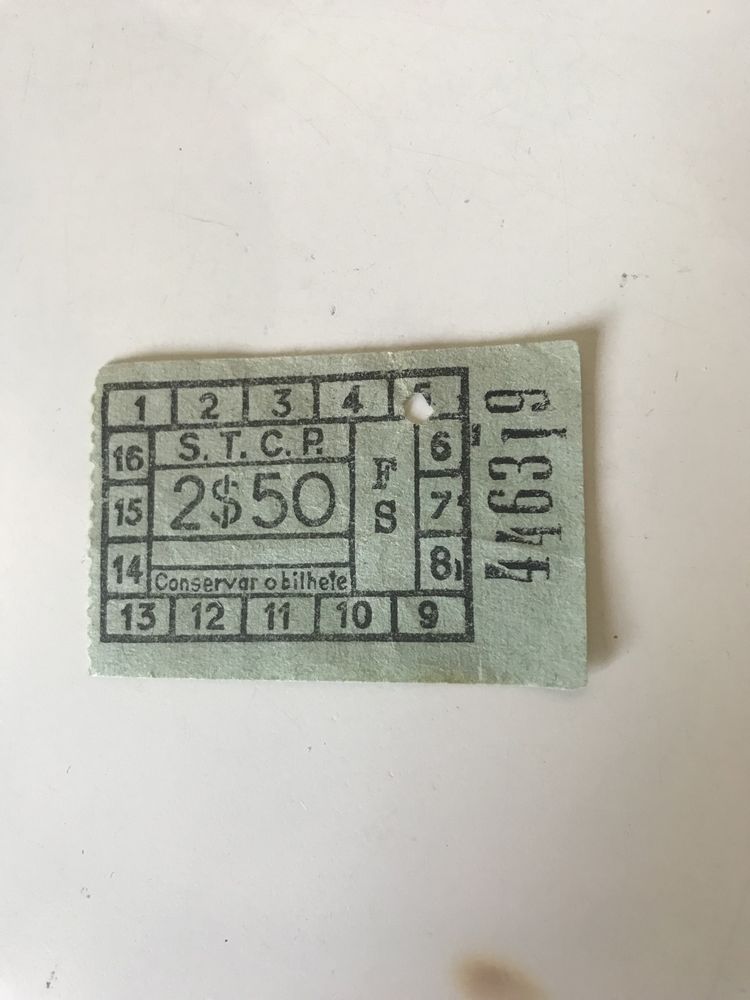 1 2 3 4 5
16 S. T. C. P. F 6
15 2$50 S 7
14 Conservar o bilhete 8
13 12 11 10 9
446319